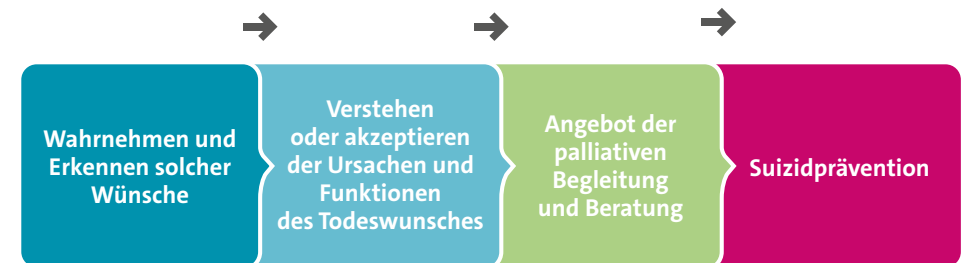 Wahrnehmen und
Erkennen solcher
Wünsche
Verstehen
oder akzeptieren
der Ursachen und
Funktionen
des Todeswunsches
Angebot der
palliativen
Begleitung
und Beratung
Suizidprävention